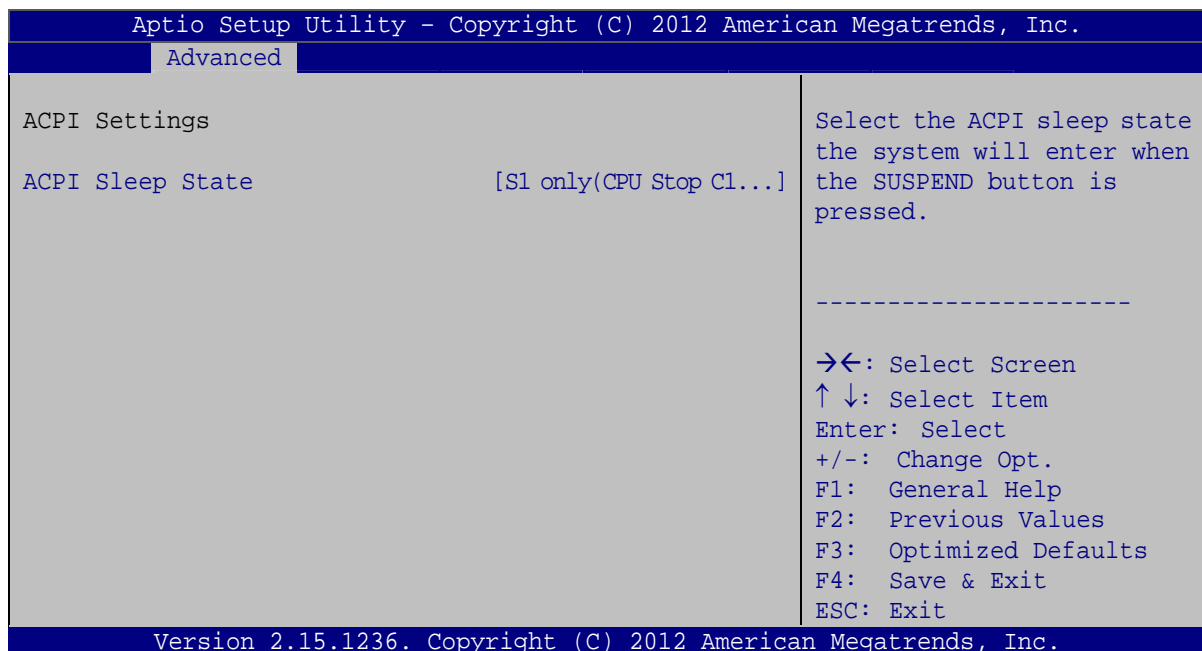 Aptio Setup Utility – Copyright (C) 2012 American Megatrends, Inc.
Advanced
ACPI Settings
ACPI Sleep State [S1 only(CPU Stop C1...]
Select the ACPI sleep state
the system will enter when
the SUSPEND button is
pressed.
----------------------
→←: Select Screen
↑ ↓: Select Item
Enter: Select
+/-: Change Opt.
F1: General Help
F2: Previous Values
F3: Optimized Defaults
F4: Save & Exit
ESC: Exit
Version 2.15.1236. Copyright (C) 2012 American Megatrends, Inc.